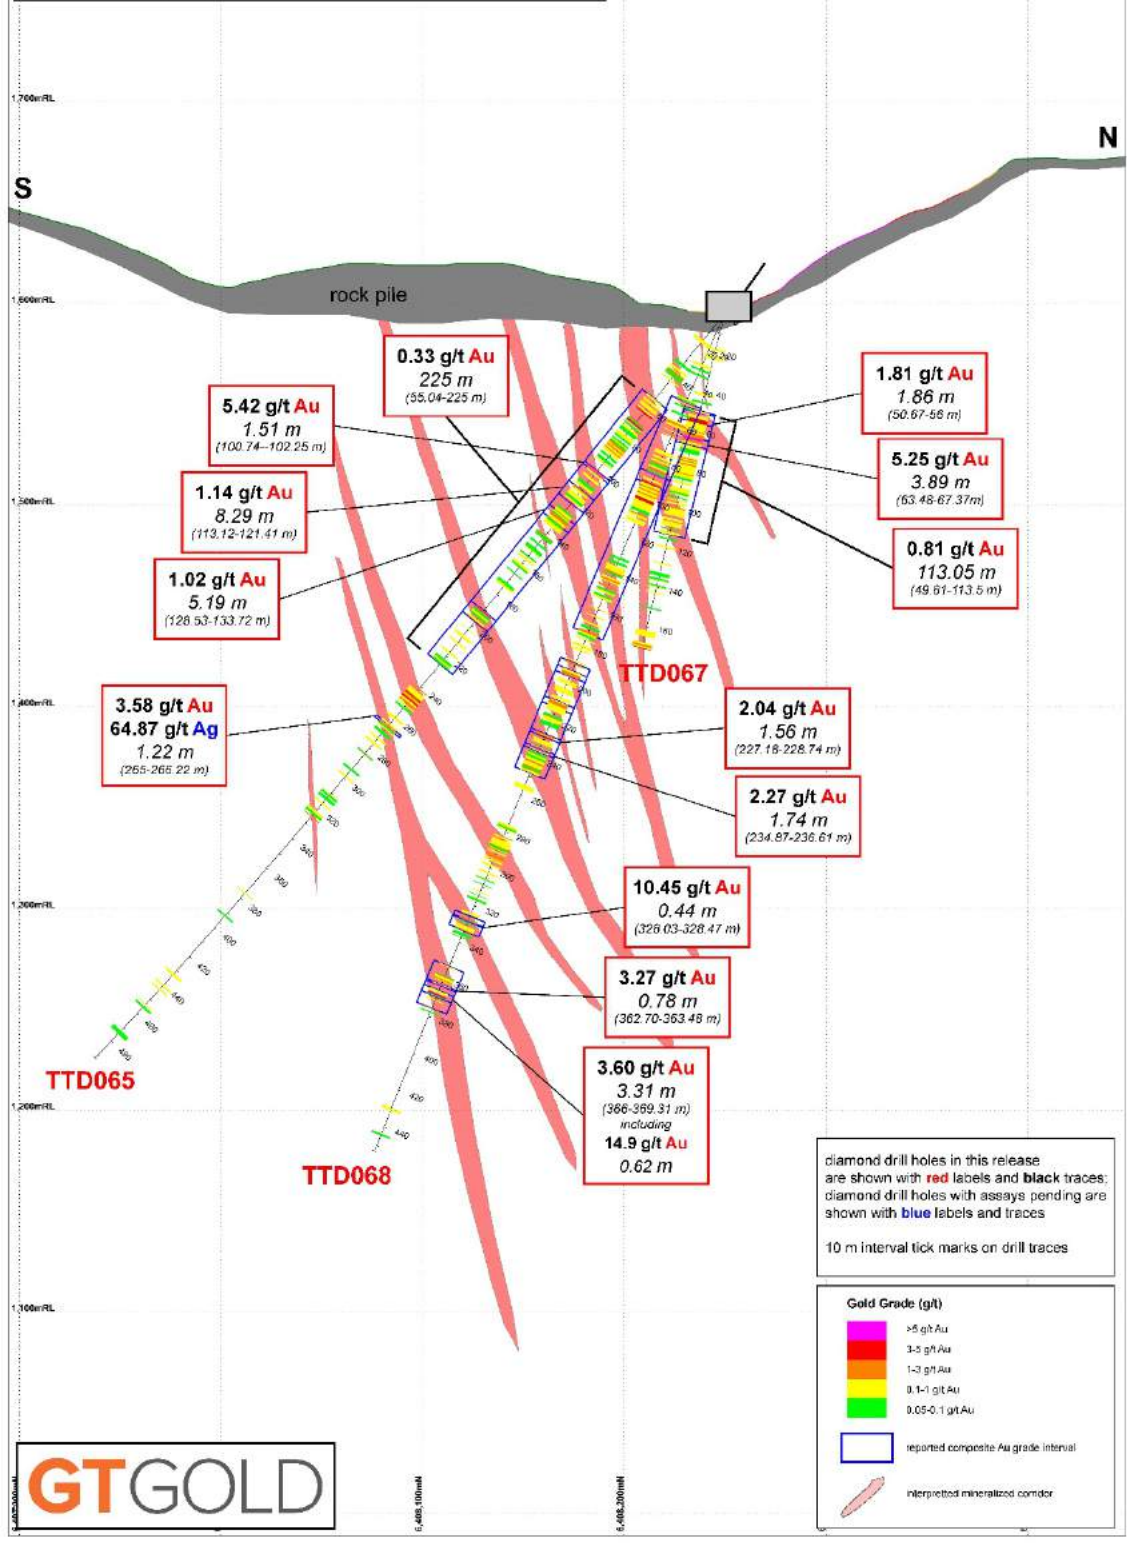 1,700mRL
N
S
1,600mRL
rock pile
0.33 g/t Au
225 m
(55.04-225 m)
5.42 g/t Au
1.51 m
(100.74--102.25 m)
1.14 g/t Au
8.29 m
(113.12-121.41 m)
1.02 g/t Au
5.19 m
(128.53-133.72 m)
1.81 g/t Au
1.86 m
(50.67-56 m)
5.25 g/t Au
3.89 m
(63.48-67.37m)
0.81 g/t Au
113.05 m
(49.61-113.5 m)
1,500mRL
TTD067
1,400mRL
3.58 g/t Au
64.87 g/t Ag
1.22 m
(265-266.22 m)
2.04 g/t Au
1.56 m
(227.18-228.74 m)
2.27 g/t Au
1.74 m
(234.87-236.61 m)
10.45 g/t Au
0.44 m
(328.03-328.47 m)
1,300mRL
3.27 g/t Au
0.78 m
(362.70-363.48 m)
3.60 g/t Au
3.31 m
(366-369.31 m)
including
14.9 g/t Au
0.62 m
TTD065
1,200mRL
TTD068
1,100mRL
diamond drill holes in this release
are shown with red labels and black traces;
diamond drill holes with assays pending are
shown with blue labels and traces
10 m interval tick marks on drill traces
Gold Grade (g/t)
>5 g/t Au
3-5 g/t Au
1-3 g/t Au
0.1-1 g/t Au
0.05-0.1 g/t Au
reported composite Au grade interval
interpretted mineralized corridor
GTGOLD
6,408,100mN
6,408,200mN